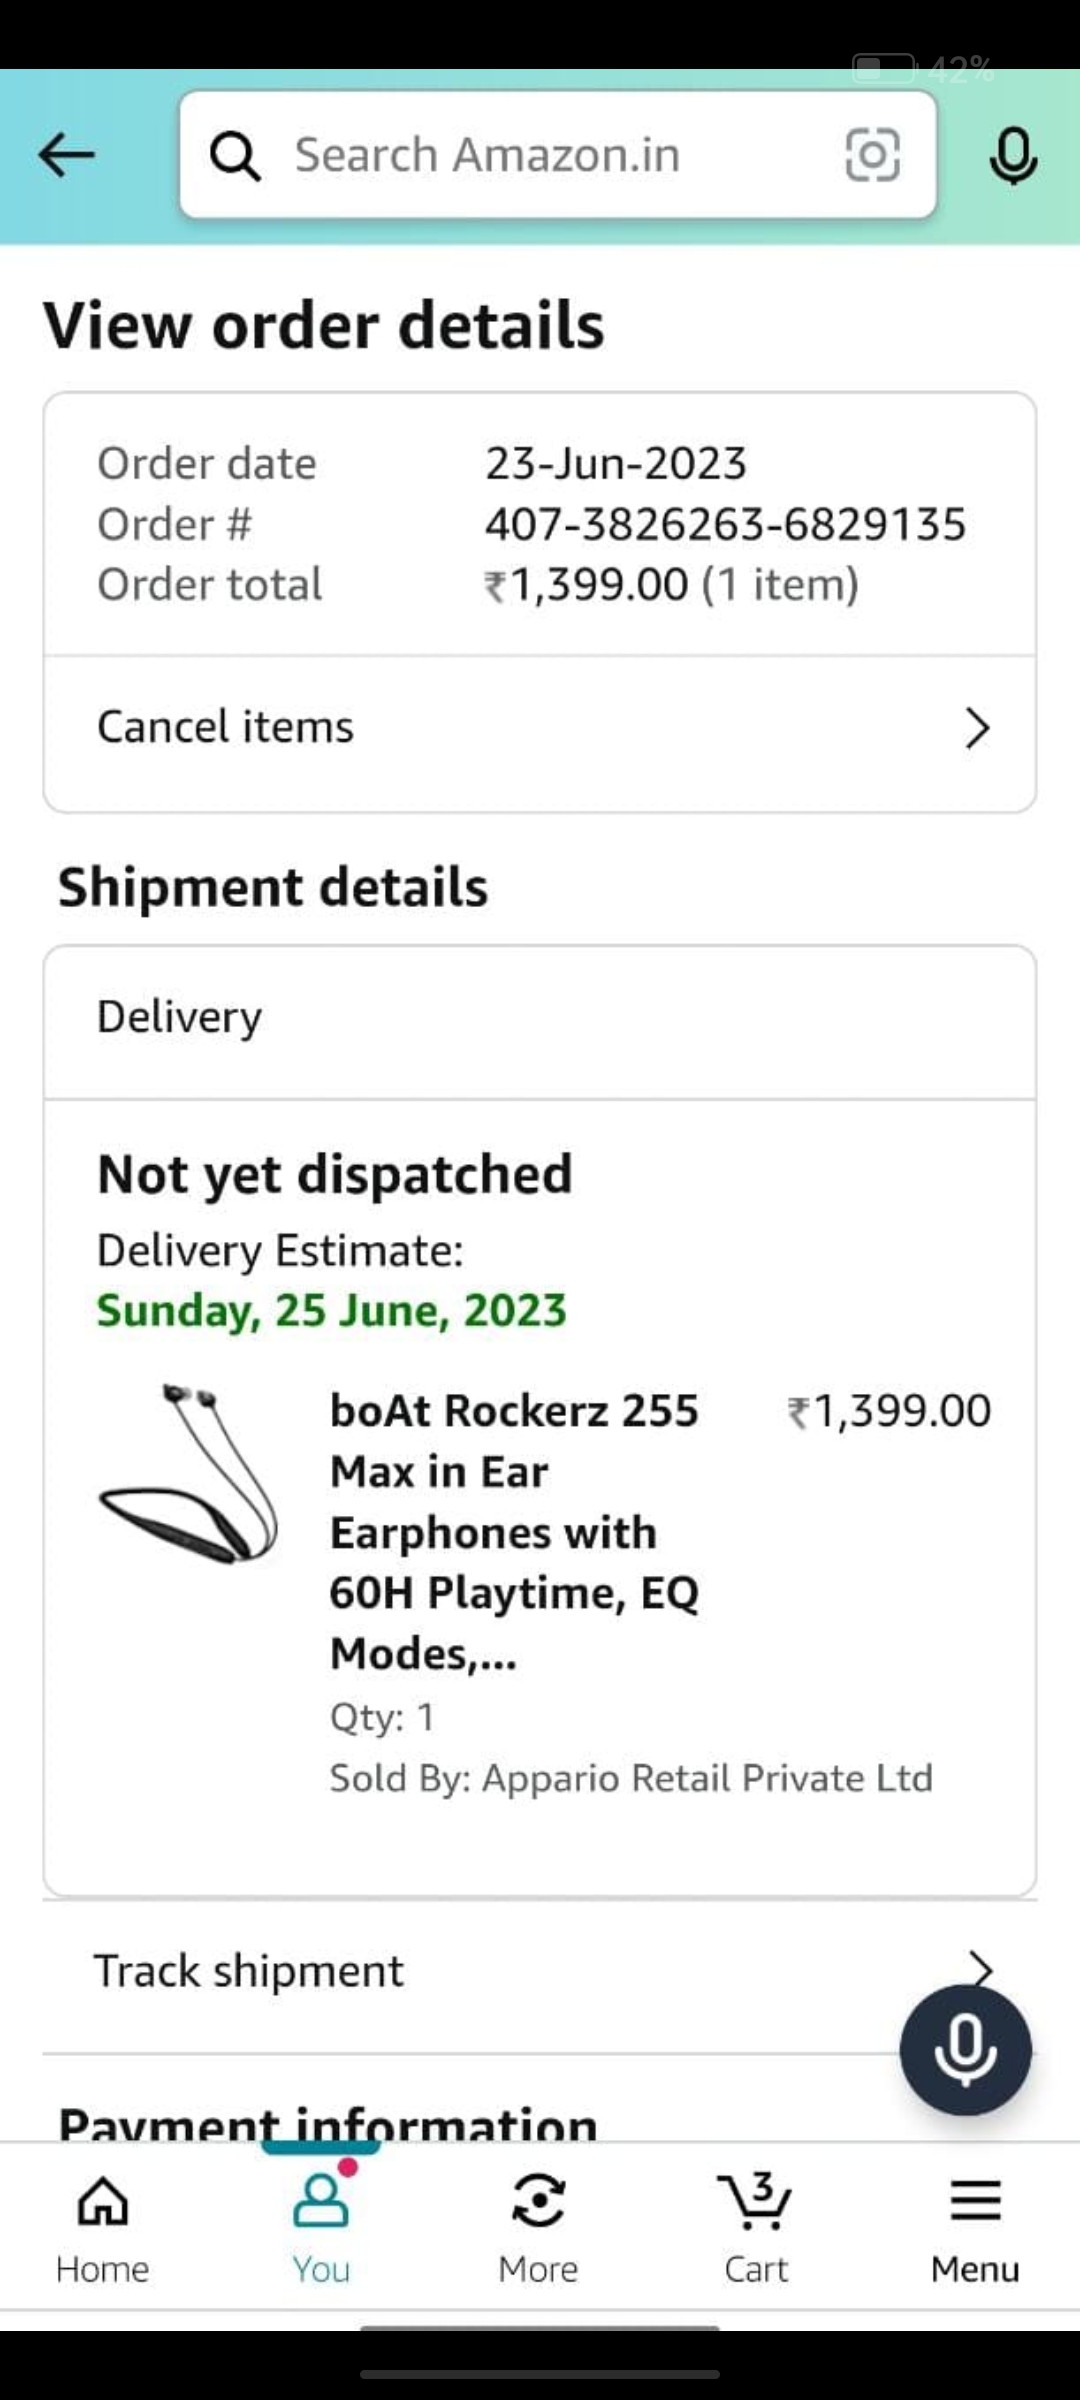 42%
Search Amazon.in
View order details
Order date 23-Jun-2023
Order # 407-3826263-6829135
Order total ₹1,399.00 (1 item)
Cancel items
Shipment details
Delivery
Not yet dispatched
Delivery Estimate:
Sunday, 25 June, 2023
boAt Rockerz 255 ₹1,399.00
Max in Ear
Earphones with
60H Playtime, EQ
Modes,...
Qty: 1
Sold By: Appario Retail Private Ltd
Track shipment
Payment information
3
Home You More Cart Menu